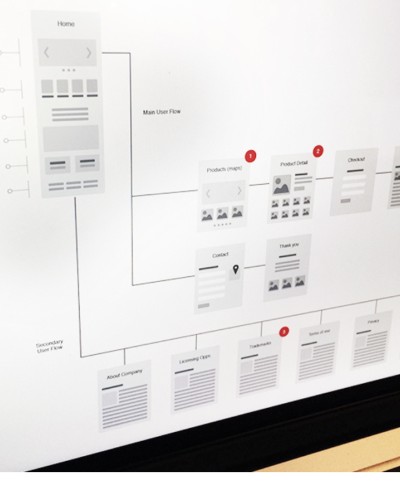 Home
Main User Flow
1
2
Products (maps)
Product Detail
Checkout
Contact
Thank you
Secondary
User Flow
3
About Company
Licensing Opps
Trademarks
Terms of Use
Privacy